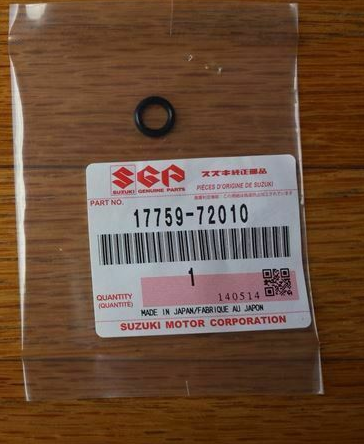 SGP スズキ純正部品
SUZUKI GENUINE PARTS PIÈCES D'ORIGINE DE SUZUKI
PART NO.
17759-72010
1
QUANTITY
(QUANTITÉ) 140514
MADE IN JAPAN/FABRIQUE AU JAPON
SUZUKI MOTOR CORPORATION